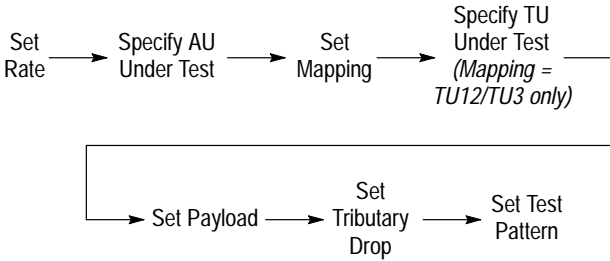 Set
Rate
Specify AU
Under Test
Set
Mapping
Specify TU
Under Test
(Mapping =
TU12/TU3 only)
Set Payload
Set
Tributary
Drop
Set Test
Pattern